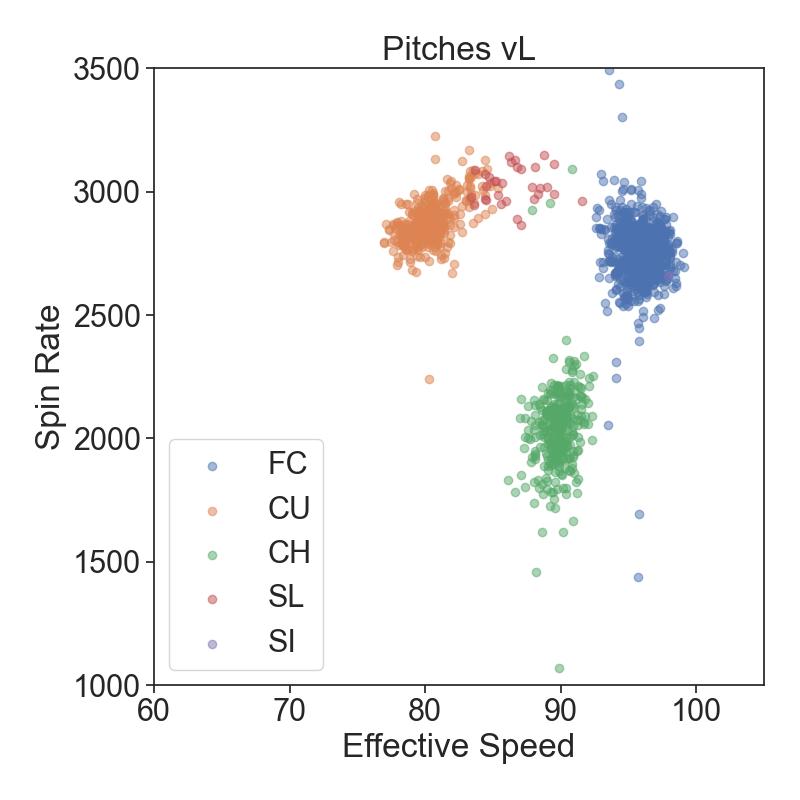 Pitches vL
3500
3000
2500
2000
1500
1000
Spin Rate
FC
CU
CH
SL
SI
60 70 80 90 100
Effective Speed